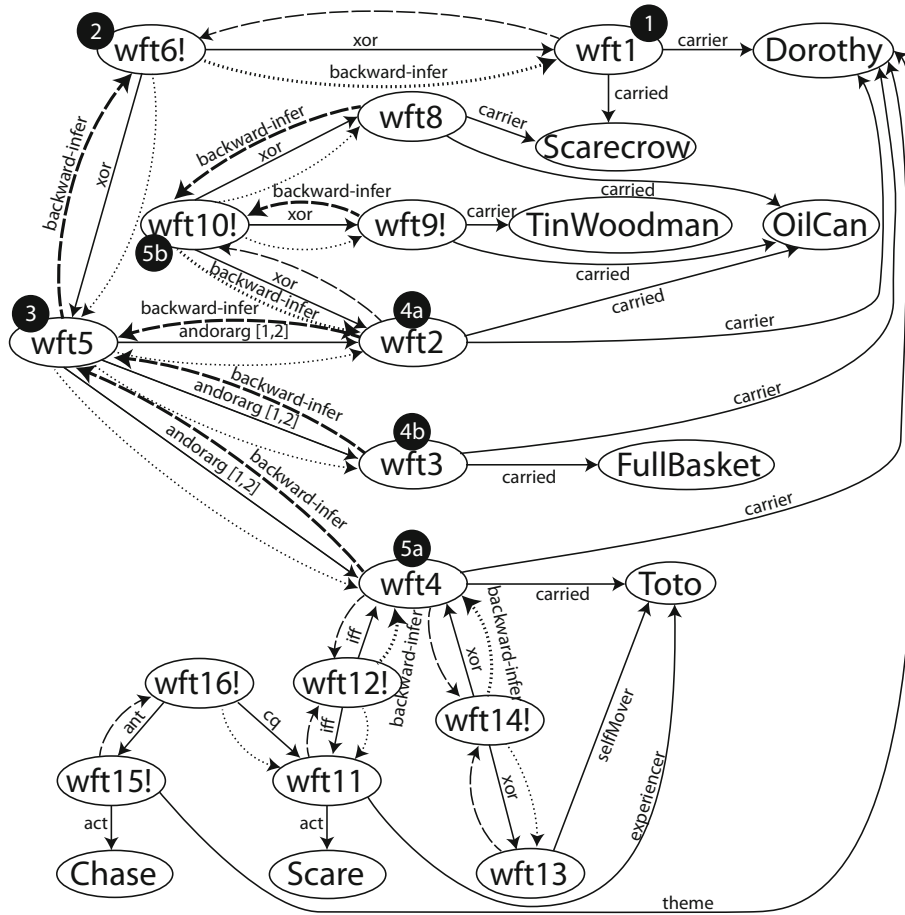 1
2
wft6!
xor
wft1
carrier
Dorothy
backward-infer
carried
wft8
carrier
Scarecrow
backward-infer
xor
backward-infer
carried
backward-infer
xor
wft10!
xor
wft9!
carrier
TinWoodman
OilCan
5b
carried
xor
backward-infer
carried
3
backward-infer
4a
wft5
andorarg [1,2]
wft2
carrier
backward-infer
andorarg [1,2]
4b
carrier
wft3
carried
FullBasket
andorarg [1,2]
backward-infer
carrier
5a
wft4
carried
Toto
backward-infer
iff
xor
backward-infer
wft16!
wft12!
ant
cq
iff
wft14!
selfMover
wft15!
wft11
xor
experiencer
act
act
Chase
Scare
wft13
theme